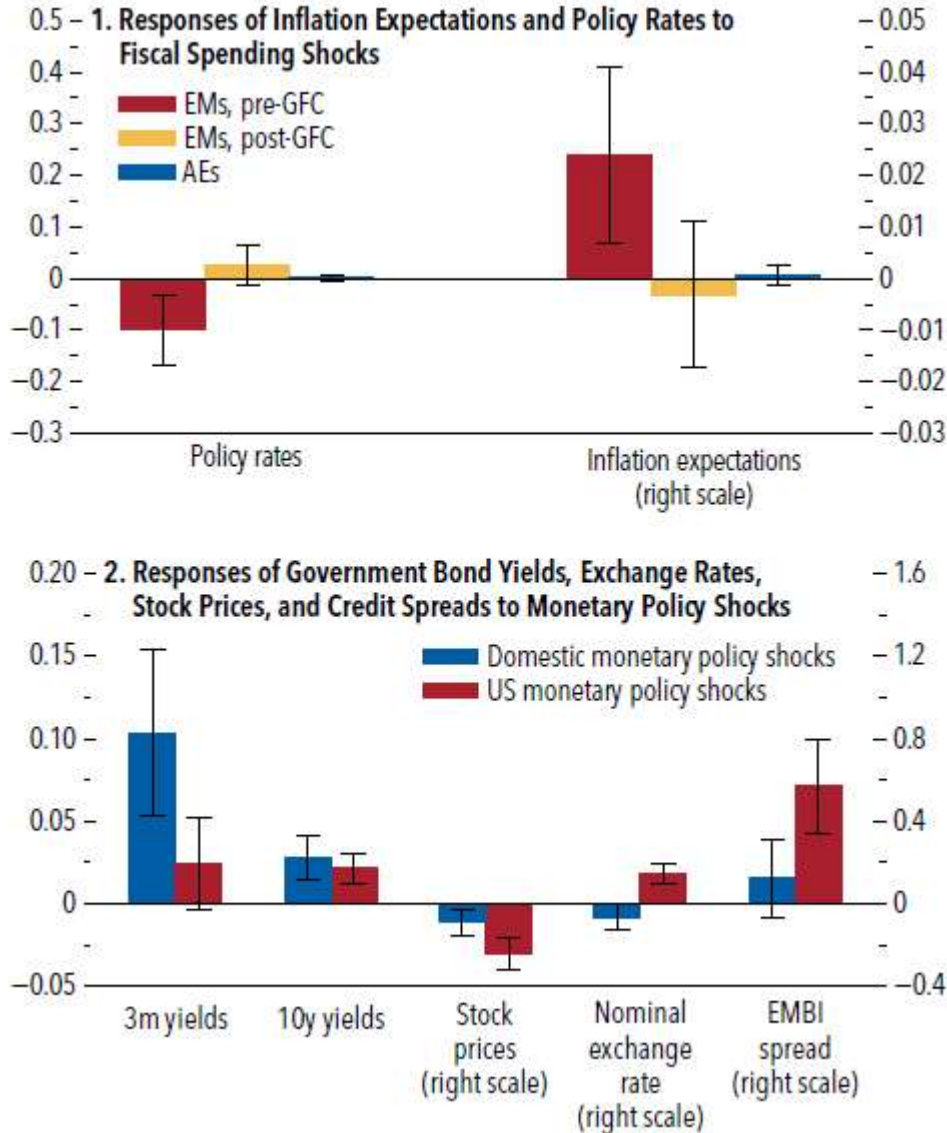 1. Responses of Inflation Expectations and Policy Rates to
Fiscal Spending Shocks
EMs, pre-GFC
EMs, post-GFC
AEs
0.5
0.4
0.3
0.2
0.1
0
−0.1
−0.2
−0.3
0.05
0.04
0.03
0.02
0.01
0
−0.01
−0.02
−0.03
Policy rates
Inflation expectations
(right scale)
2. Responses of Government Bond Yields, Exchange Rates,
Stock Prices, and Credit Spreads to Monetary Policy Shocks
Domestic monetary policy shocks
US monetary policy shocks
0.20
0.15
0.10
0.05
0
−0.05
1.6
1.2
0.8
0.4
0
−0.4
3m yields
10y yields
Stock
prices
(right scale)
Nominal
exchange
rate
(right scale)
EMBI
spread
(right scale)